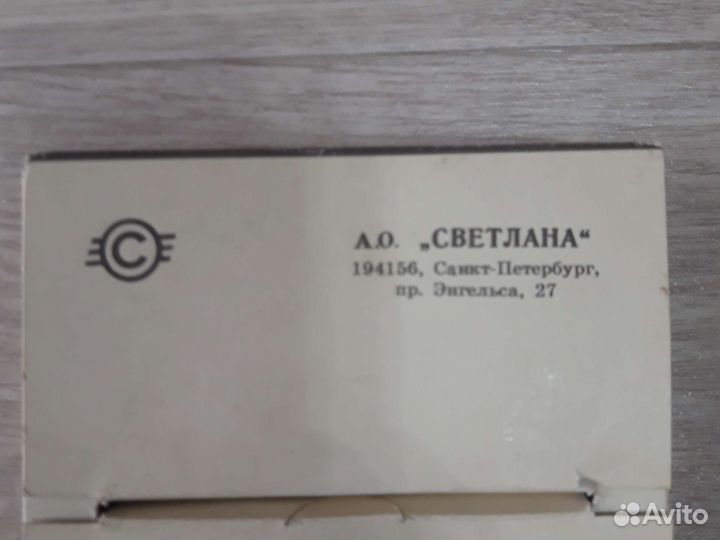 С
А.О. „СВЕТЛАНА“
194156, Санкт-Петербург,
пр. Энгельса, 27
Avito